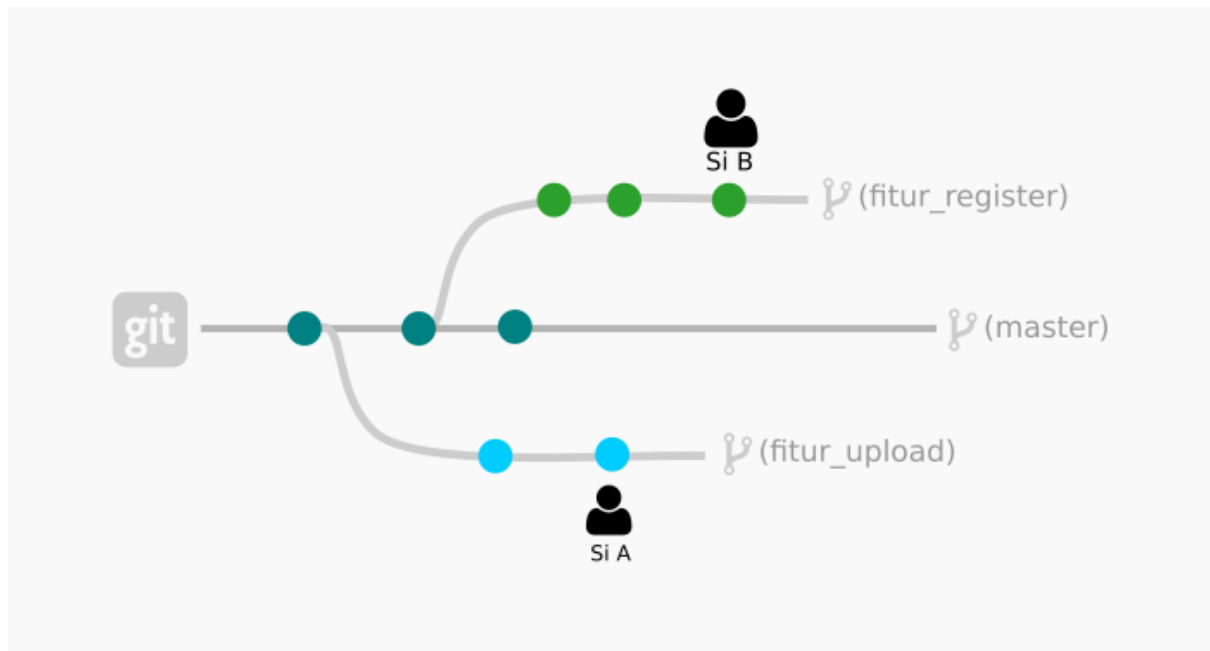 Si B
(fitur_register)
git
(master)
(fitur_upload)
Si A